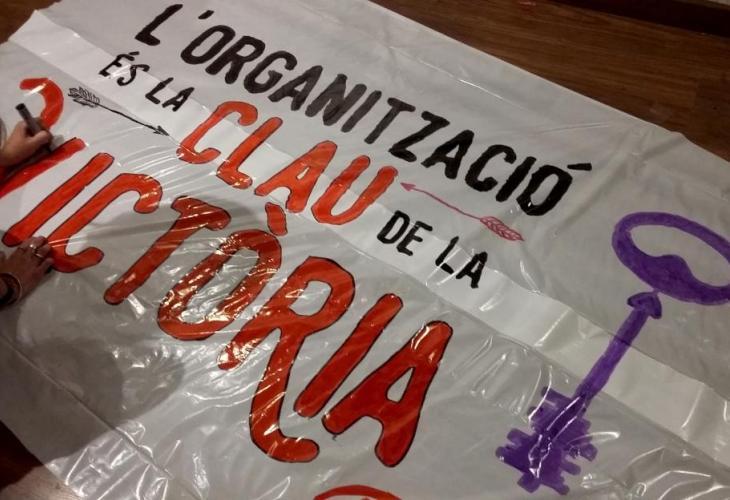 L'ORGANITZACIÓ
ÉS LA CLAU DE LA
VICTÒRIA